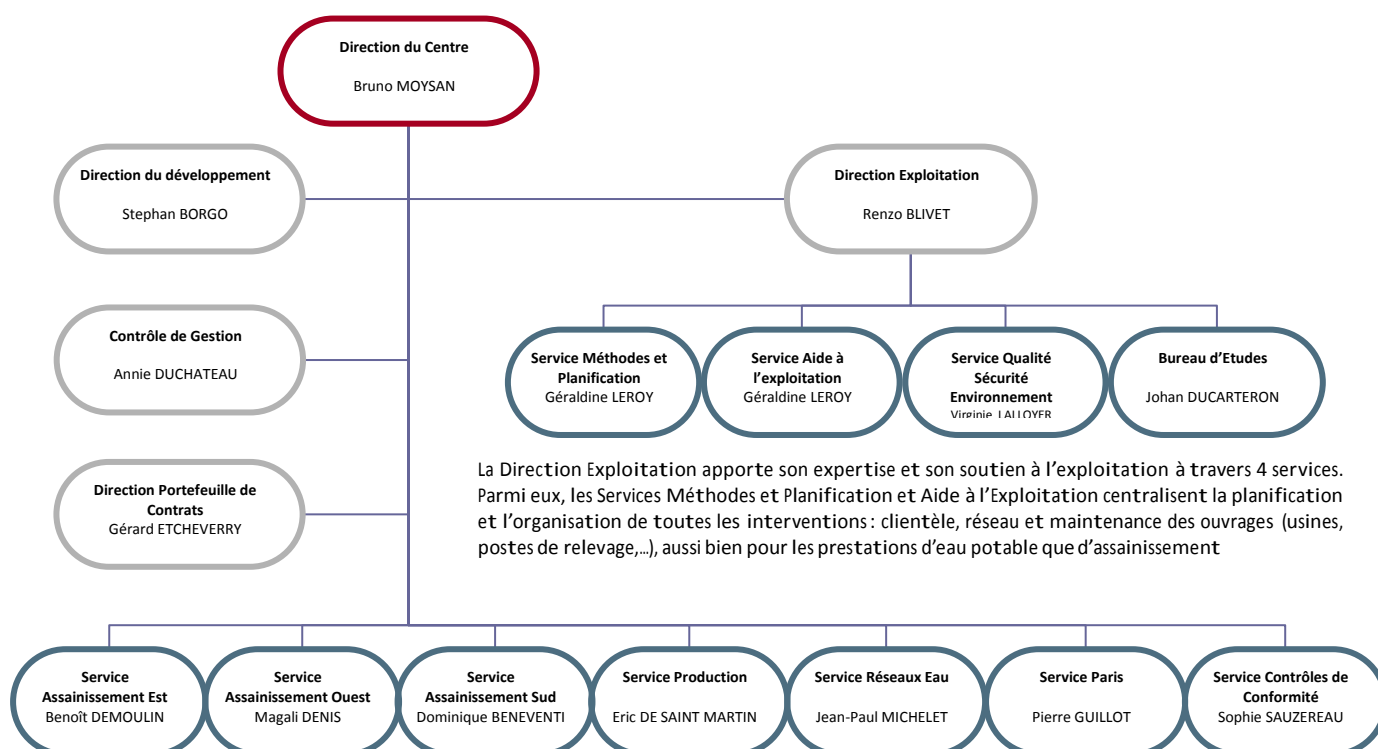 Direction du Centre
Bruno MOYSAN
Direction du développement
Stephan BORGO
Direction Exploitation
Renzo BLIVET
Contrôle de Gestion
Annie DUCHATEAU
Service Méthodes et
Planification
Géraldine LEROY
Service Aide à
l’exploitation
Géraldine LEROY
Service Qualité
Sécurité
Environnement
Virginie LALLOYER
Bureau d’Etudes
Johan DUCARTERON
Direction Portefeuille de
Contrats
Gérard ETCHEVERRY
La Direction Exploitation apporte son expertise et son soutien à l’exploitation à travers 4 services.
Parmi eux, les Services Méthodes et Planification et Aide à l’Exploitation centralisent la planification
et l’organisation de toutes les interventions : clientèle, réseau et maintenance des ouvrages (usines,
postes de relevage,…), aussi bien pour les prestations d’eau potable que d’assainissement
Service
Assainissement Est
Benoît DEMOULIN
Service
Assainissement Ouest
Magali DENIS
Service
Assainissement Sud
Dominique BENEVENTI
Service Production
Eric DE SAINT MARTIN
Service Réseaux Eau
Jean-Paul MICHELET
Service Paris
Pierre GUILLOT
Service Contrôles de
Conformité
Sophie SAUZEREAU